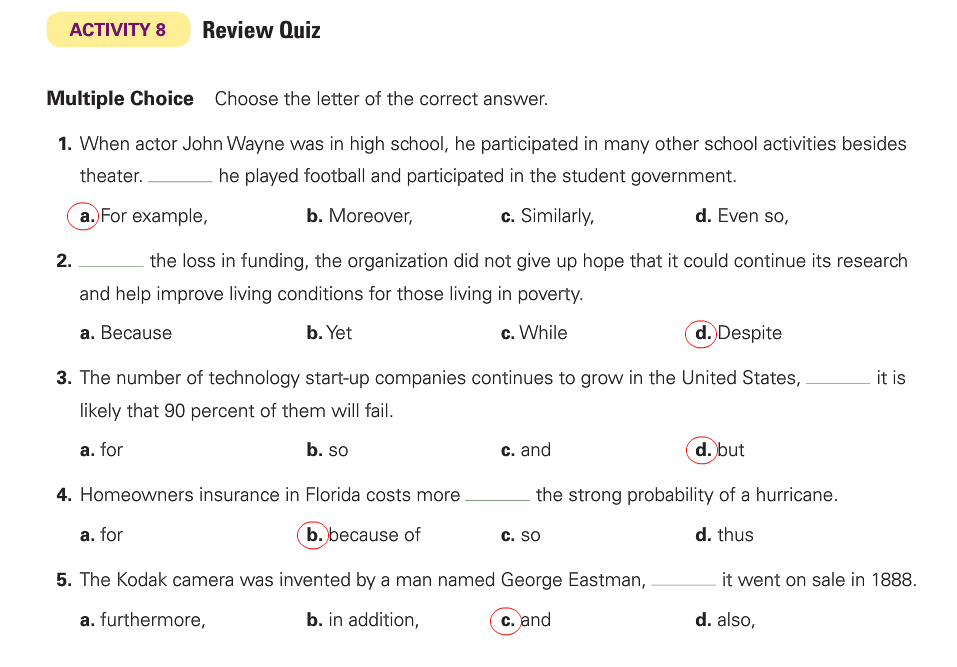 ACTIVITY 8 Review Quiz
Multiple Choice Choose the letter of the correct answer.
1. When actor John Wayne was in high school, he participated in many other school activities besides
theater. ______ he played football and participated in the student government.
a. For example, b. Moreover, c. Similarly, d. Even so,
2. ______ the loss in funding, the organization did not give up hope that it could continue its research
and help improve living conditions for those living in poverty.
a. Because b. Yet c. While d. Despite
3. The number of technology start-up companies continues to grow in the United States, ______ it is
likely that 90 percent of them will fail.
a. for b. so c. and d. but
4. Homeowners insurance in Florida costs more ______ the strong probability of a hurricane.
a. for b. because of c. so d. thus
5. The Kodak camera was invented by a man named George Eastman, ______ it went on sale in 1888.
a. furthermore, b. in addition, c. and d. also,